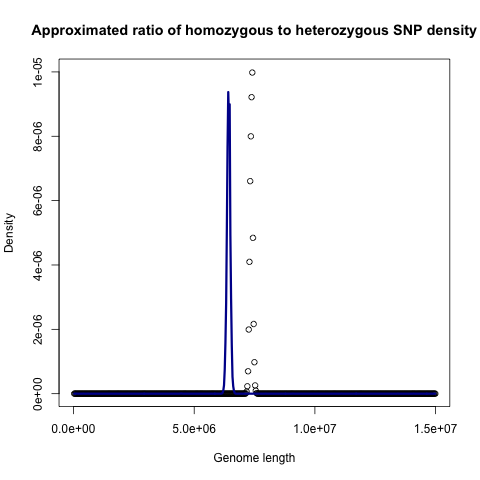 Approximated ratio of homozygous to heterozygous SNP density
1e-05
8e-06
6e-06
4e-06
2e-06
0e+00
Density
0.0e+00 5.0e+06 1.0e+07 1.5e+07
Genome length